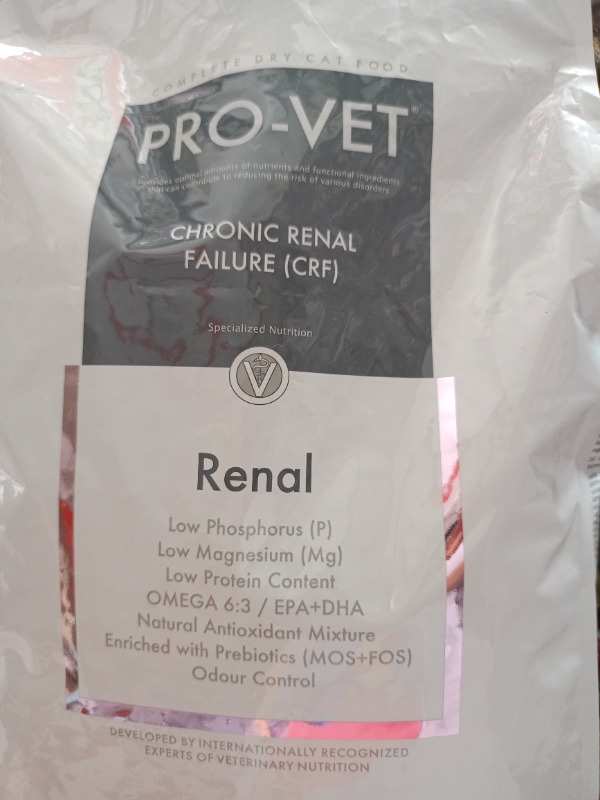 COMPLETE DRY CAT FOOD
PRO-VET®
Provides optimal amounts of nutrients and functional ingredients
that can contribute to reducing the risk of various disorders
CHRONIC RENAL
FAILURE (CRF)
Specialized Nutrition
V
Renal
Low Phosphorus (P)
Low Magnesium (Mg)
Low Protein Content
OMEGA 6:3 / EPA+DHA
Natural Antioxidant Mixture
Enriched with Prebiotics (MOS+FOS)
Odour Control
DEVELOPED BY INTERNATIONALLY RECOGNIZED
EXPERTS OF VETERINARY NUTRITION